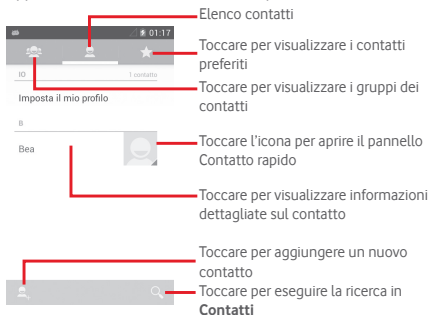 Elenco contatti
01:17
Toccare per visualizzare i contatti
preferiti
IO
1 contatto
Toccare per visualizzare i gruppi dei
contatti
Imposta il mio profilo
B
Bea
Toccare l'icona per aprire il pannello
Contatto rapido
Toccare per visualizzare informazioni
dettagliate sul contatto
Toccare per aggiungere un nuovo
contatto
Toccare per eseguire la ricerca in
Contatti